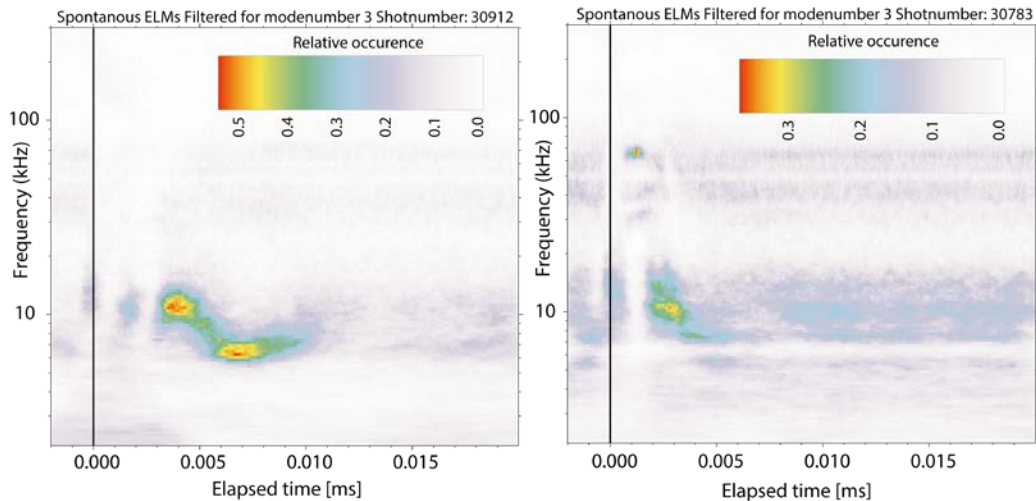 Spontanous ELMs Filtered for modenumber 3 Shotnumber: 30912
Relative occurence
0.5 0.4 0.3 0.2 0.1 0.0
Frequency (kHz)
100
10
0.000 0.005 0.010 0.015
Elapsed time [ms]
Spontanous ELMs Filtered for modenumber 3 Shotnumber: 30783
Relative occurence
0.3 0.2 0.1 0.0
Frequency (kHz)
100
10
0.000 0.005 0.010 0.015
Elapsed time [ms]